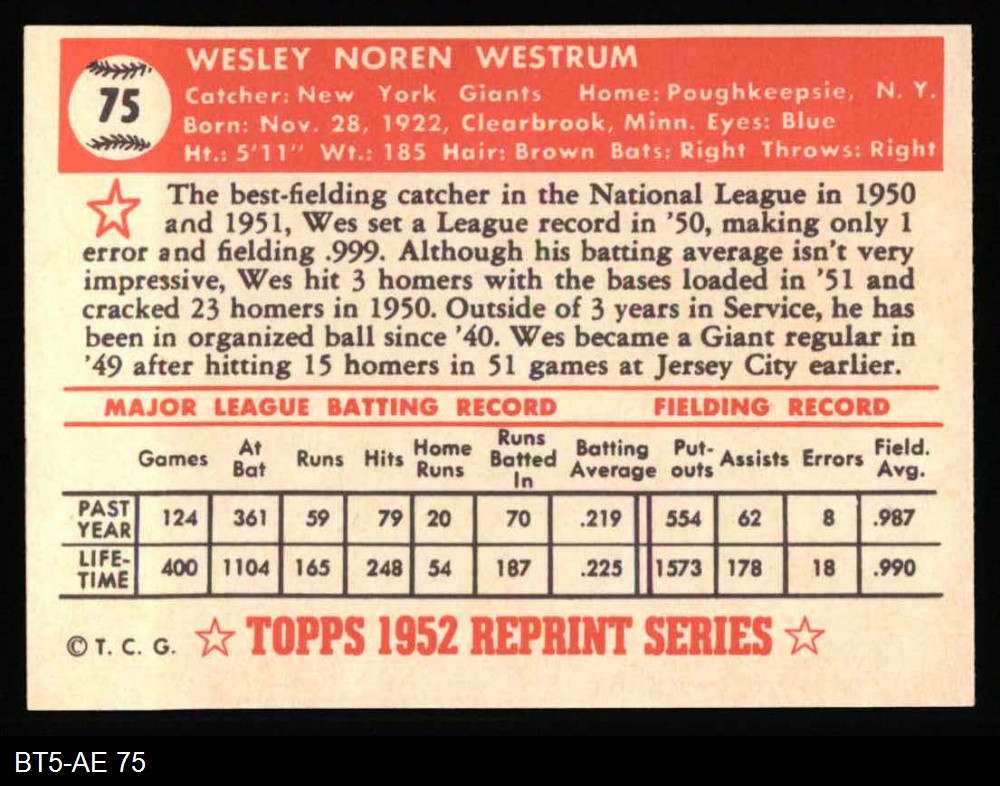 75
WESLEY NOREN WESTRUM
Catcher: New York Giants Home: Poughkeepsie, N. Y.
Born: Nov. 28, 1922, Clearbrook, Minn. Eyes: Blue
Ht.: 5'11" Wt.: 185 Hair: Brown Bats: Right Throws: Right
The best-fielding catcher in the National League in 1950
and 1951, Wes set a League record in '50, making only 1
error and fielding .999. Although his batting average isn't very
impressive, Wes hit 3 homers with the bases loaded in '51 and
cracked 23 homers in 1950. Outside of 3 years in Service, he has
been in organized ball since '40. Wes became a Giant regular in
'49 after hitting 15 homers in 51 games at Jersey City earlier.
MAJOR LEAGUE BATTING RECORD FIELDING RECORD
Games At Bat Runs Hits Home Runs Runs Batted In Batting Average Put-outs Assists Errors Field. Avg.
PAST YEAR 124 361 59 79 20 70 .219 554 62 8 .987
LIFE-TIME 400 1104 165 248 54 187 .225 1573 178 18 .990
© T. C. G. TOPPS 1952 REPRINT SERIES
BT5-AE 75